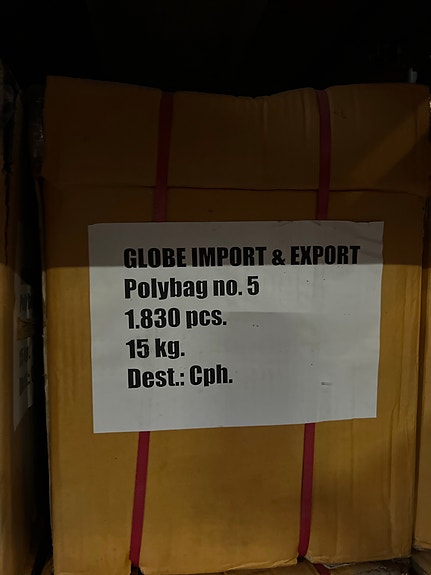 GLOBE IMPORT & EXPORT
Polybag no. 5
1.830 pcs.
15 kg.
Dest.: Cph.